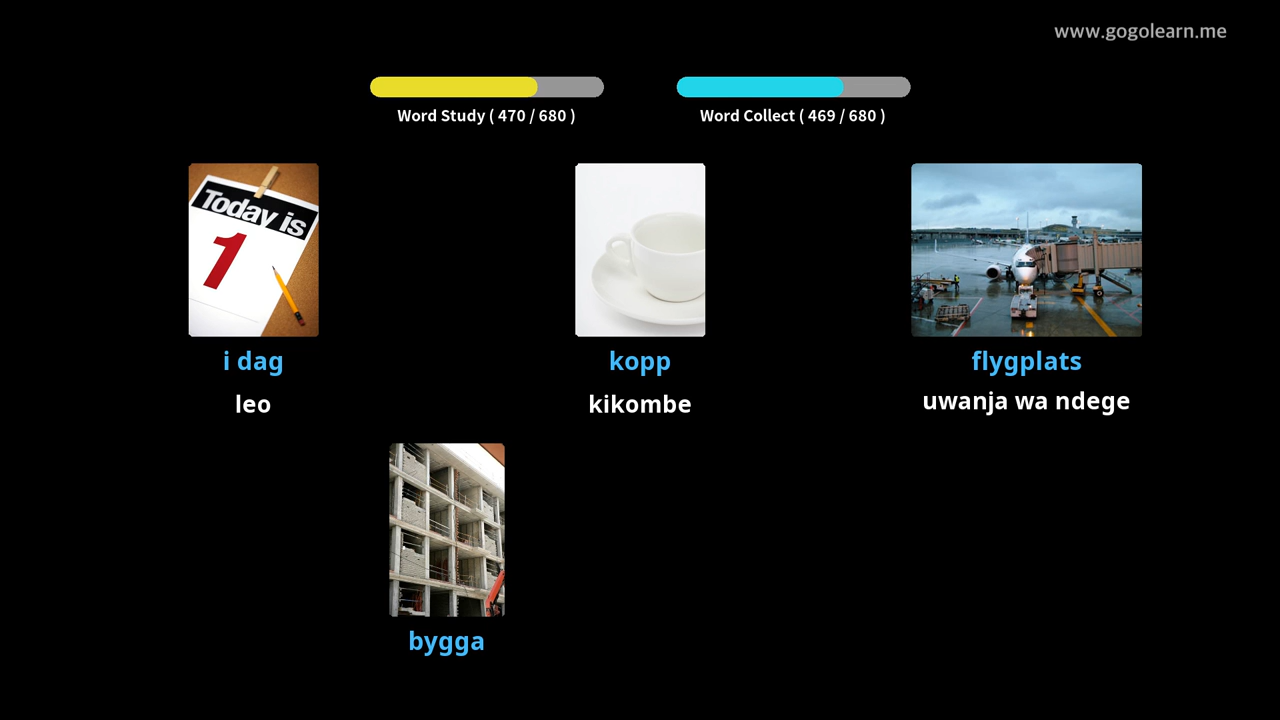 www.gogolearn.me
Word Study ( 470 / 680 )
Word Collect ( 469 / 680 )
Today is
1
i dag
leo
kopp
kikombe
flygplats
uwanja wa ndege
bygga